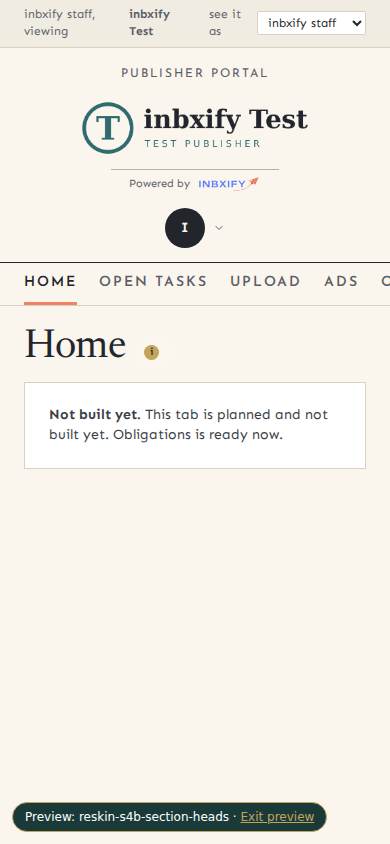 inbxify staff, viewing
inbxify Test
see it as
inbxify staff
PUBLISHER PORTAL
T
inbxify Test
TEST PUBLISHER
Powered by INBXIFY
I
HOME OPEN TASKS UPLOAD ADS
Home i
Not built yet. This tab is planned and not
built yet. Obligations is ready now.
Preview: reskin-s4b-section-heads · Exit preview